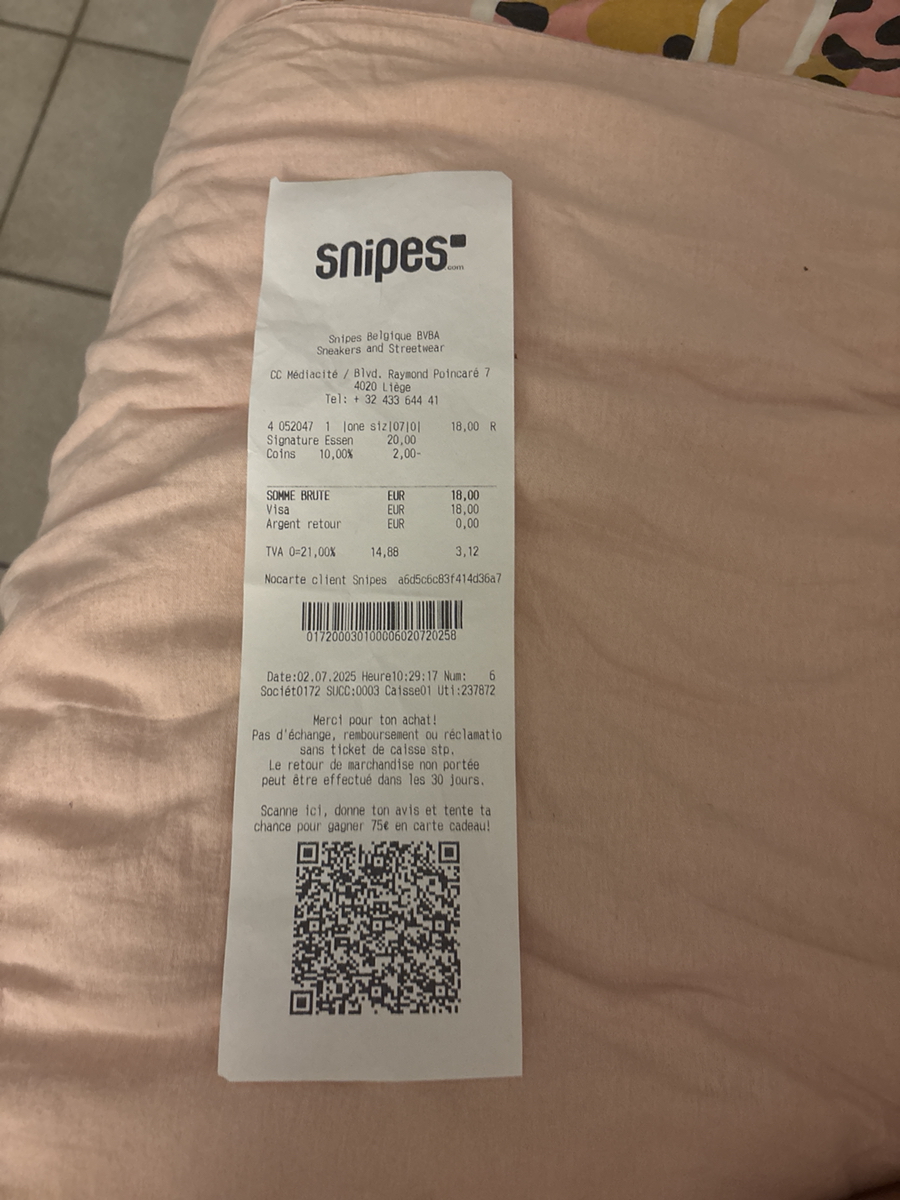 snipes
.com
Snipes Belgique BVBA
Sneakers and Streetwear
CC Médiacité / Blvd. Raymond Poincaré 7
4020 Liège
Tel: + 32 433 644 41
4 052047 1 |one siz|07|0| 18,00 R
Signature Essen 20,00
Coins 10,00% 2,00-
SOMME BRUTE EUR 18,00
Visa EUR 18,00
Argent retour EUR 0,00
TVA 0=21,00% 14,88 3,12
Nocarte client Snipes a6d5c6c83f414d36a7
017200030100006020720258
Date:02.07.2025 Heure10:29:17 Num: 6
Sociét0172 SUCC:0003 Caisse01 Uti:237872
Merci pour ton achat!
Pas d'échange, remboursement ou réclamatio
sans ticket de caisse stp.
Le retour de marchandise non portée
peut être effectué dans les 30 jours.
Scanne ici, donne ton avis et tente ta
chance pour gagner 75€ en carte cadeau!